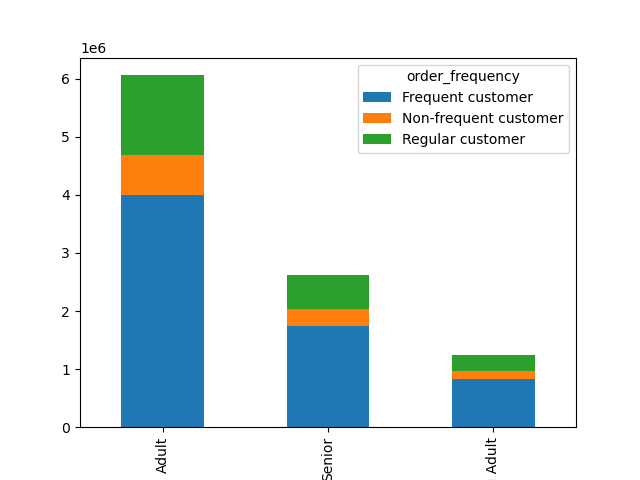 1e6
6
5
4
3
2
1
0
order_frequency
Frequent customer
Non-frequent customer
Regular customer
Adult
Senior
Adult